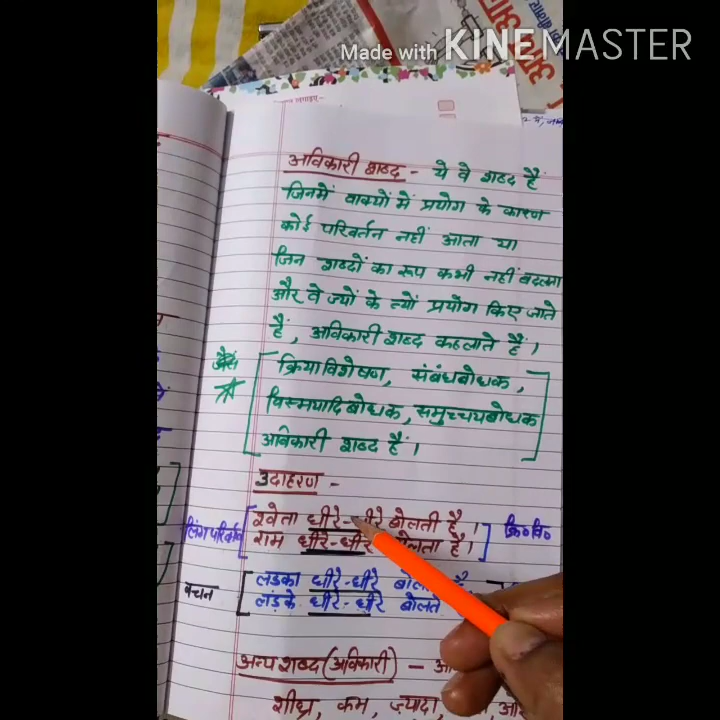 Made with KINEMASTER
अविकारी शब्द - ये वे शब्द हैं
जिनमें वाक्यों में प्रयोग के कारण
कोई परिवर्तन नहीं आता या
जिन शब्दों का रूप कभी नहीं बदलता
और वे ज्यों के त्यों प्रयोग किए जाते
हैं, अविकारी शब्द कहलाते हैं।
जैसे [ क्रियाविशेषण, संबंधबोधक,
विस्मयादिबोधक, समुच्चयबोधक
अविकारी शब्द हैं। ]
उदाहरण -
लिंग परिवर्तन [ श्वेता धीरे-धीरे बोलती है। ] क्रि०वि०
राम धीरे-धीरे बोलता है।
वचन [ लड़का धीरे-धीरे
लड़के धीरे-धीरे बोलते
अन्य शब्द (अविकारी) -
शीघ्र, कम, ज़्यादा,